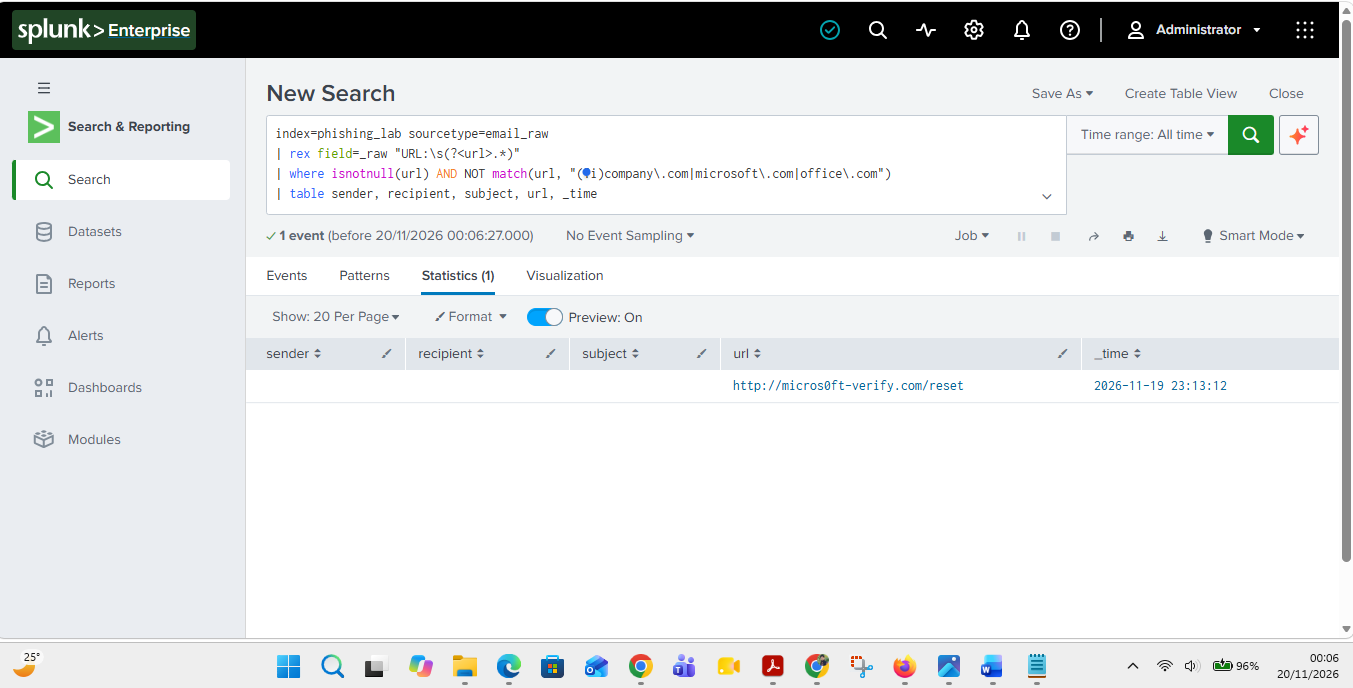 splunk>Enterprise
Administrator
Search & Reporting
Search
Datasets
Reports
Alerts
Dashboards
Modules
New Search
Save As
Create Table View
Close
index=phishing_lab sourcetype=email_raw
| rex field=_raw "URL:\s(?<url>.*)"
| where isnotnull(url) AND NOT match(url, "(i)company\.com|microsoft\.com|office\.com")
| table sender, recipient, subject, url, _time
Time range: All time
1 event (before 20/11/2026 00:06:27.000)
No Event Sampling
Job
Smart Mode
Events
Patterns
Statistics (1)
Visualization
Show: 20 Per Page
Format
Preview: On
sender
recipient
subject
url
_time
http://micros0ft-verify.com/reset
2026-11-19 23:13:12
25°
96%
00:06
20/11/2026